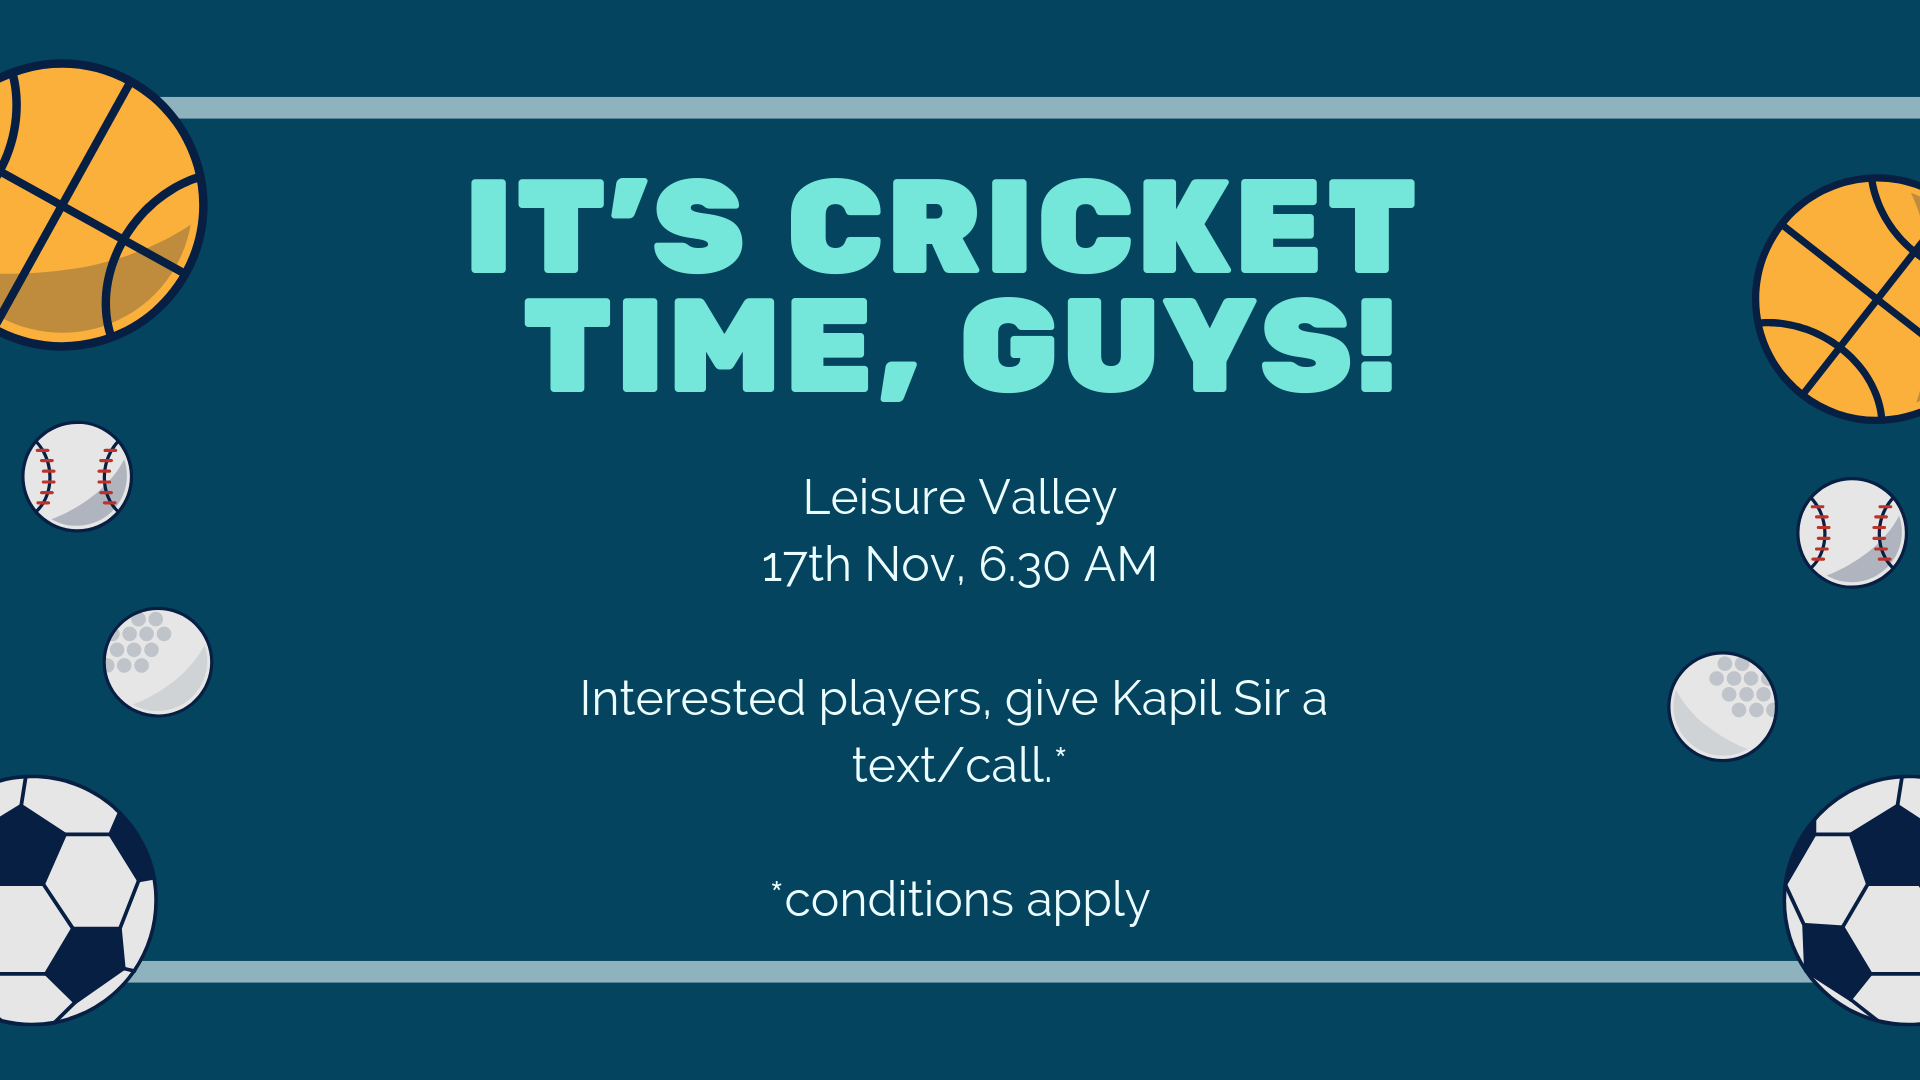 IT’S CRICKET
TIME, GUYS!
Leisure Valley
17th Nov, 6.30 AM
Interested players, give Kapil Sir a
text/call.*
*conditions apply